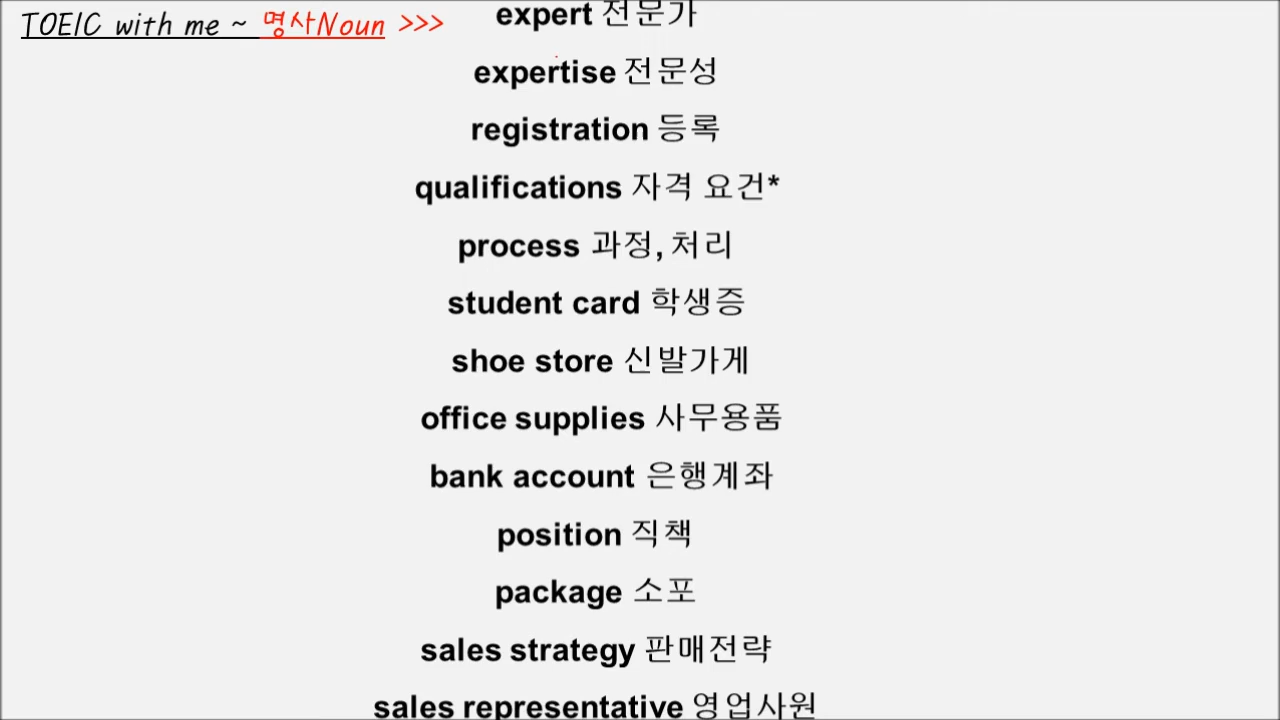 TOEIC with me ~ 명사Noun >>>
expert 전문가
expertise 전문성
registration 등록
qualifications 자격 요건*
process 과정, 처리
student card 학생증
shoe store 신발가게
office supplies 사무용품
bank account 은행계좌
position 직책
package 소포
sales strategy 판매전략
sales representative 영업사원